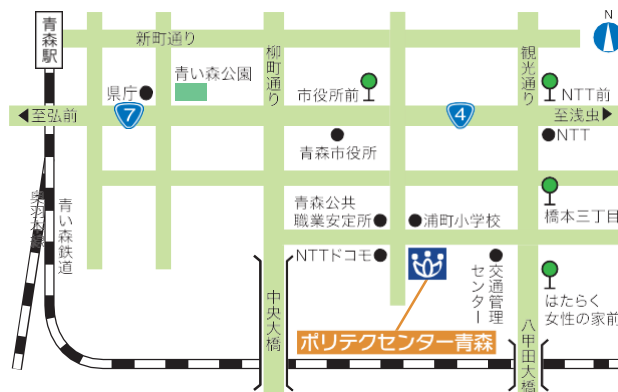 青森駅
新町通り
柳町通り
観光通り
N
県庁
青い森公園
市役所前
NTT前
至弘前
7
4
至浅虫
青森市役所
NTT
奥羽本線
青い森鉄道
青森公共
職業安定所
浦町小学校
橋本三丁目
NTTドコモ
交通管理
センター
はたらく
女性の家前
中央大橋
ポリテクセンター青森
八甲田大橋